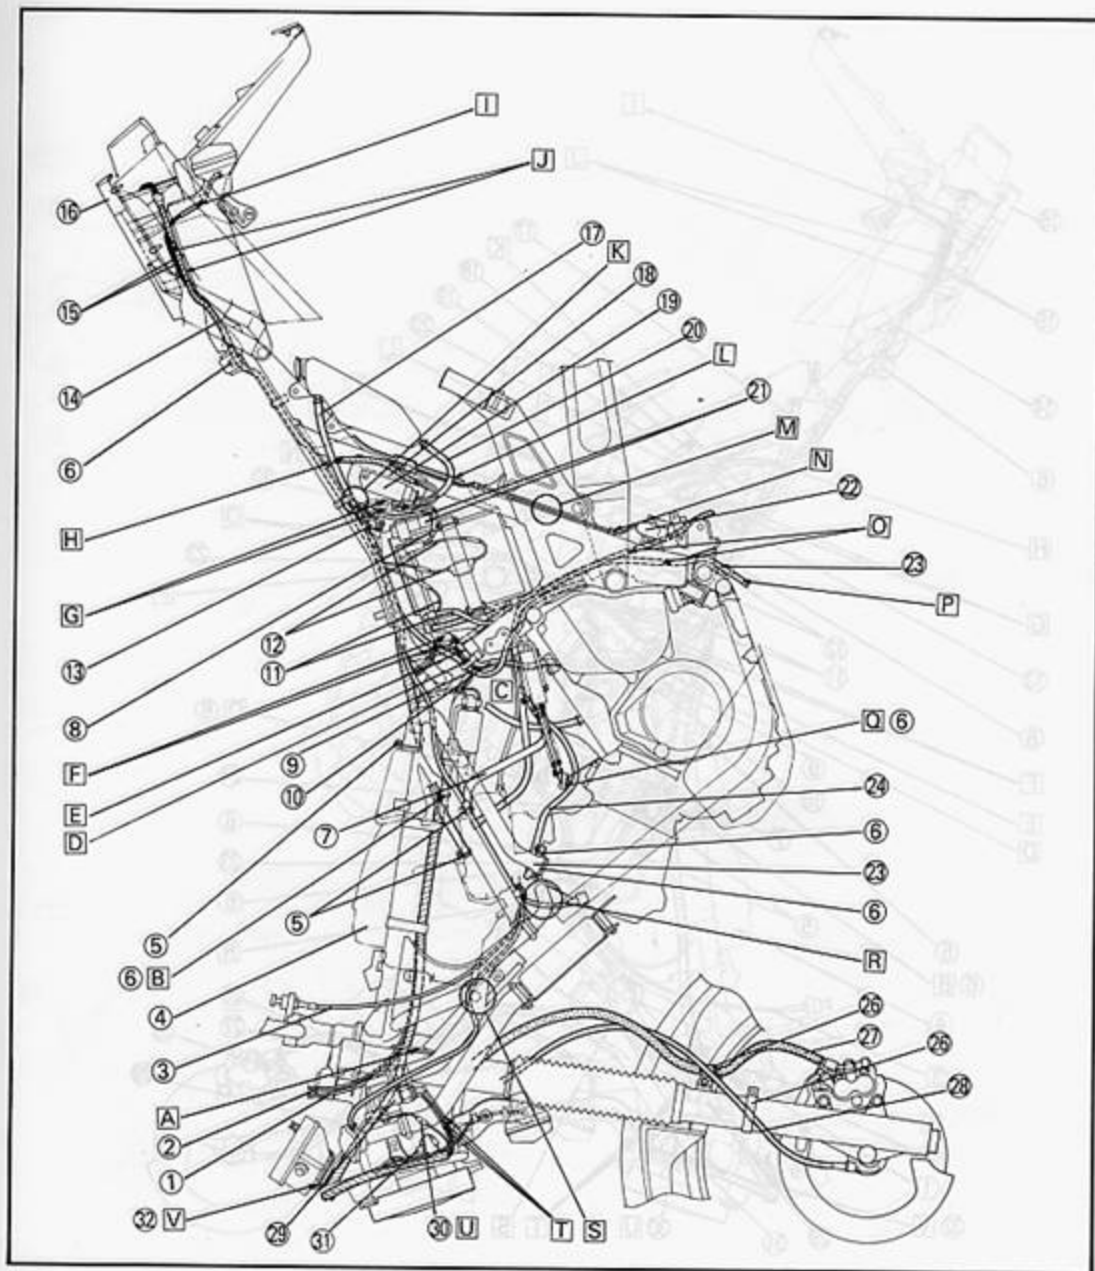 I
J
⑯
⑰ K
⑱
⑲
⑮
⑳
L
㉑
⑭
M
N
⑥
㉒
H
O
㉓
G
P
⑫
⑬ ⑪
⑧
C
⑨
Q ⑥
F
⑩
㉔
E
⑦
⑥
D
㉓
⑤
⑥
⑤
⑥ B
R
④
㉖
㉗
③
㉖
㉘
A
②
①
㉜ V
㉙ ㉛ ㉚ U T S